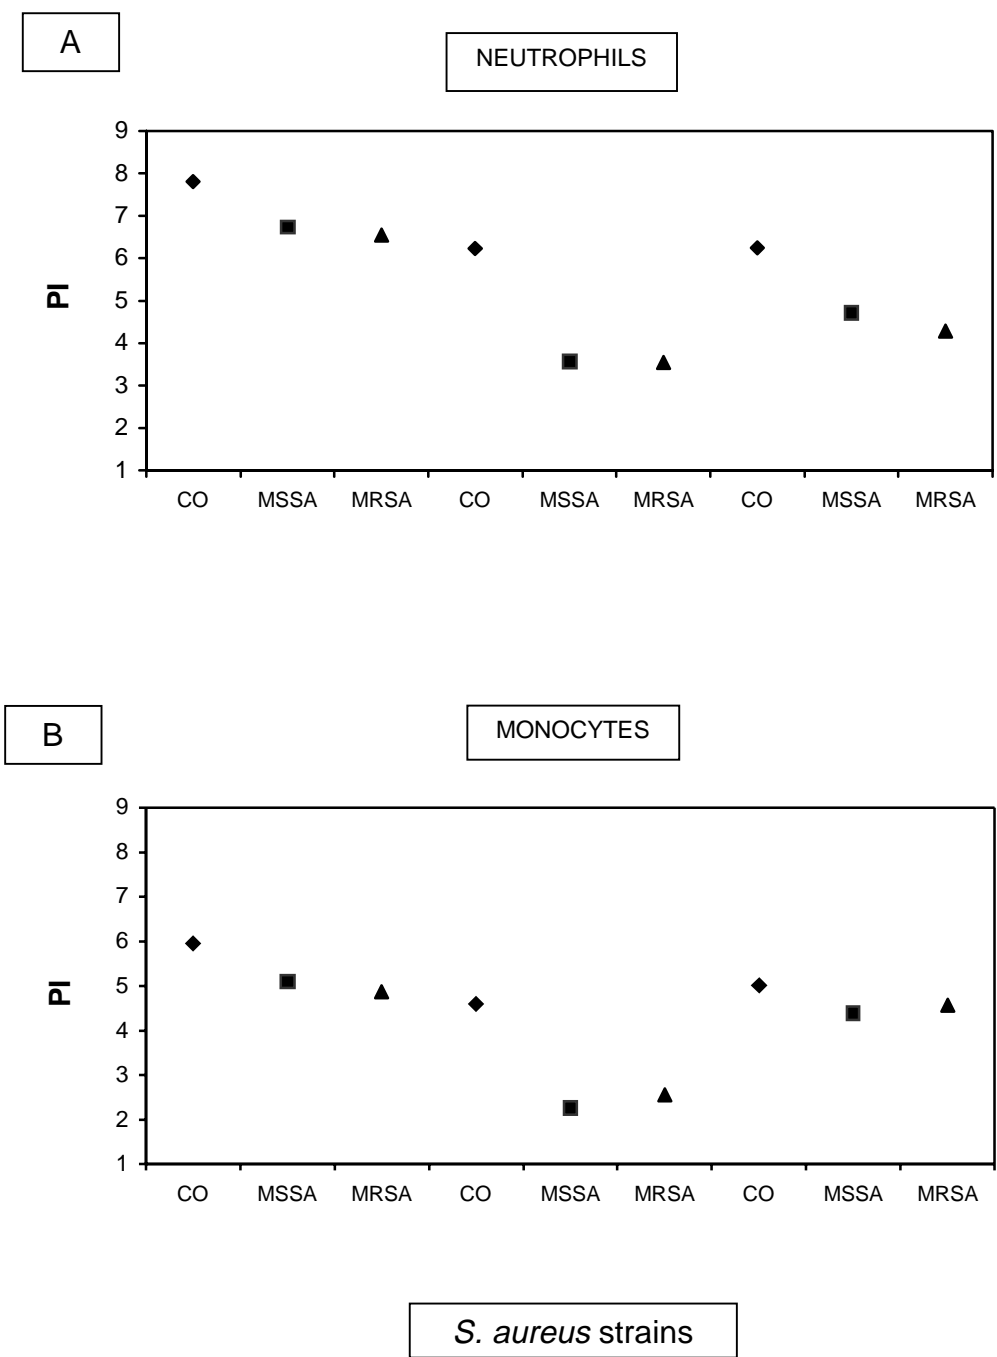 A
NEUTROPHILS
9
8
7
6
5
4
3
2
1
PI
CO MSSA MRSA CO MSSA MRSA CO MSSA MRSA
B
MONOCYTES
9
8
7
6
5
4
3
2
1
PI
CO MSSA MRSA CO MSSA MRSA CO MSSA MRSA
S. aureus strains